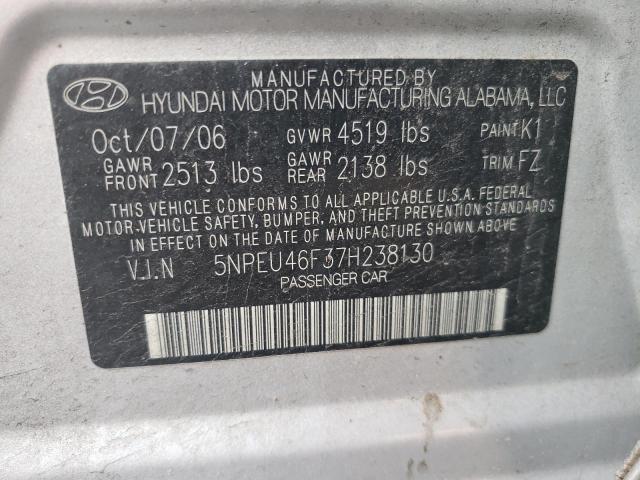 MANUFACTURED BY
HYUNDAI MOTOR MANUFACTURING ALABAMA, LLC
Oct/07/06 GVWR 4519 lbs PAINT K1
GAWR FRONT 2513 lbs GAWR REAR 2138 lbs TRIM FZ
THIS VEHICLE CONFORMS TO ALL APPLICABLE U.S.A. FEDERAL
MOTOR-VEHICLE SAFETY, BUMPER, AND THEFT PREVENTION STANDARDS
IN EFFECT ON THE DATE OF MANUFACTURE SHOWN ABOVE
V.I.N 5NPEU46F37H238130
PASSENGER CAR